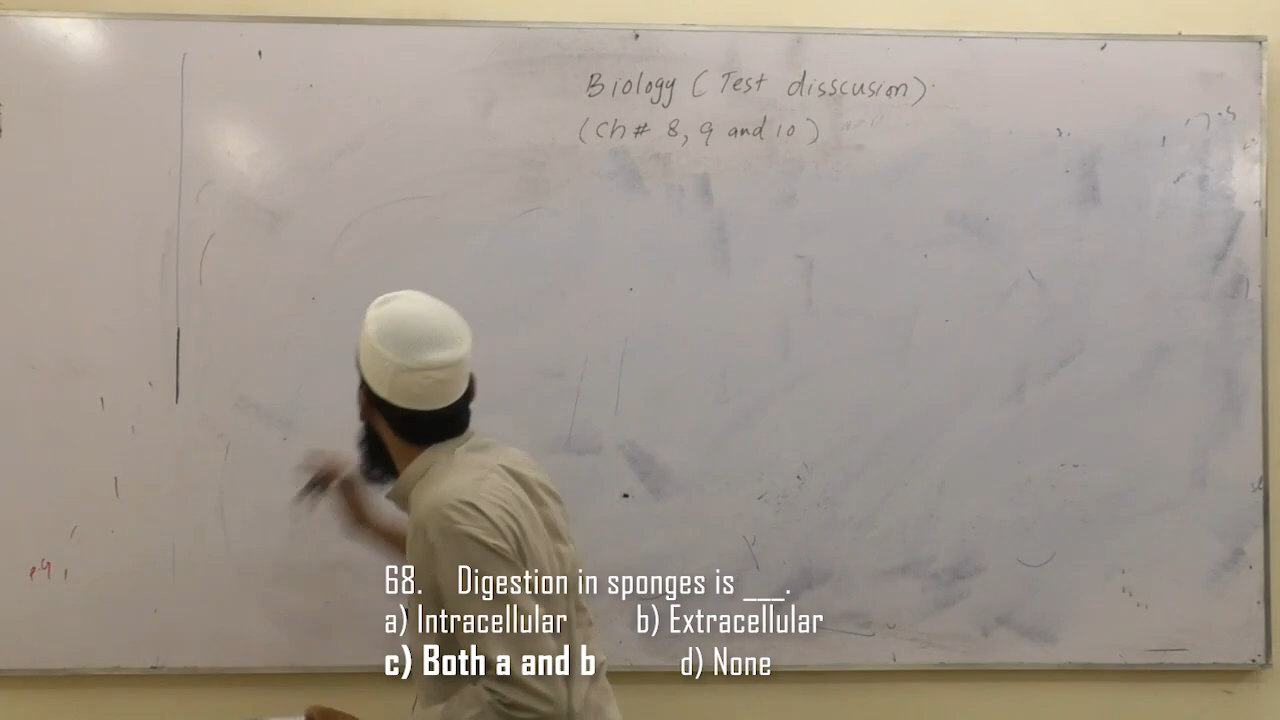 Biology (Test disscusion)
(Ch# 8, 9 and 10)
68. Digestion in sponges is ___.
a) Intracellular b) Extracellular
c) Both a and b d) None